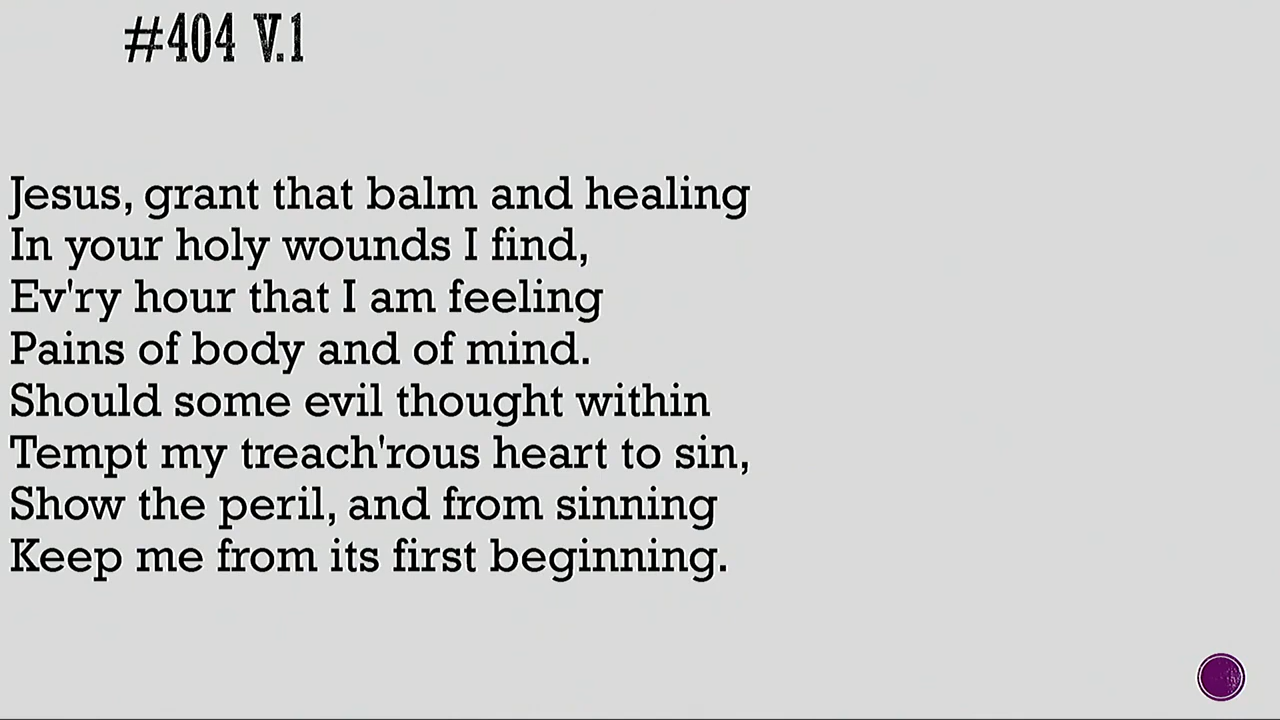 #404 V.1
Jesus, grant that balm and healing
In your holy wounds I find,
Ev'ry hour that I am feeling
Pains of body and of mind.
Should some evil thought within
Tempt my treach'rous heart to sin,
Show the peril, and from sinning
Keep me from its first beginning.